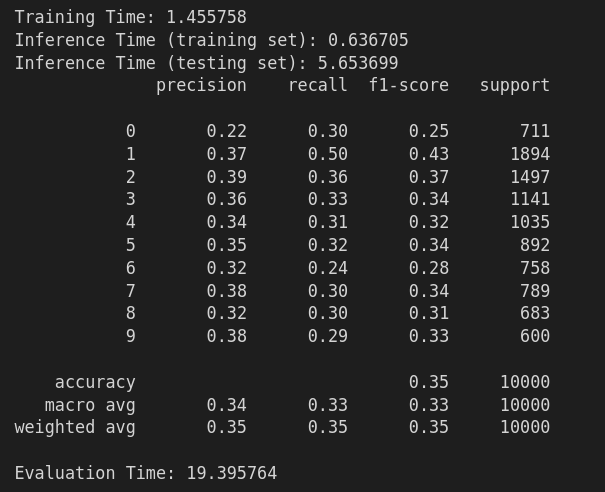 Training Time: 1.455758
Inference Time (training set): 0.636705
Inference Time (testing set): 5.653699
precision recall f1-score support
0 0.22 0.30 0.25 711
1 0.37 0.50 0.43 1894
2 0.39 0.36 0.37 1497
3 0.36 0.33 0.34 1141
4 0.34 0.31 0.32 1035
5 0.35 0.32 0.34 892
6 0.32 0.24 0.28 758
7 0.38 0.30 0.34 789
8 0.32 0.30 0.31 683
9 0.38 0.29 0.33 600
accuracy 0.35 10000
macro avg 0.34 0.33 0.33 10000
weighted avg 0.35 0.35 0.35 10000
Evaluation Time: 19.395764